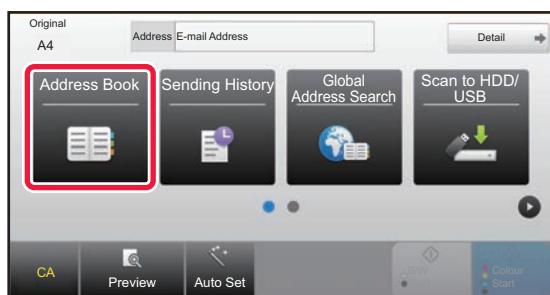 Original
A4
Address
E-mail Address
Detail
Address Book
Sending History
Global
Address Search
Scan to HDD/
USB
CA
Preview
Auto Set
Colour
Start